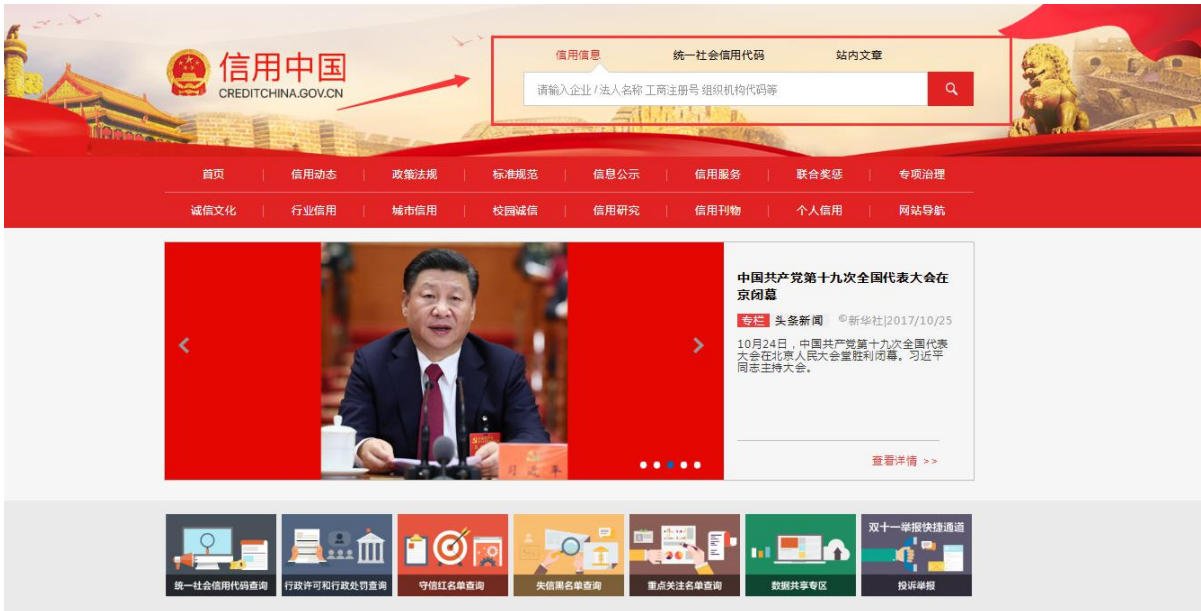 信用中国
CREDITCHINA.GOV.CN
信用信息 统一社会信用代码 站内文章
请输入企业/法人名称 工商注册号 组织机构代码等
首页 | 信用动态 | 政策法规 | 标准规范 | 信息公示 | 信用服务 | 联合奖惩 | 专项治理
诚信文化 | 行业信用 | 城市信用 | 校园诚信 | 信用研究 | 信用刊物 | 个人信用 | 网站导航
中国共产党第十九次全国代表大会在
京闭幕
专栏 头条新闻 ©新华社|2017/10/25
10月24日，中国共产党第十九次全国代表
大会在北京人民大会堂胜利闭幕。习近平
同志主持大会。
习近平
查看详情 >>
双十一举报快捷通道
统一社会信用代码查询 行政许可和行政处罚查询 守信红名单查询 失信黑名单查询 重点关注名单查询 数据共享专区 投诉举报